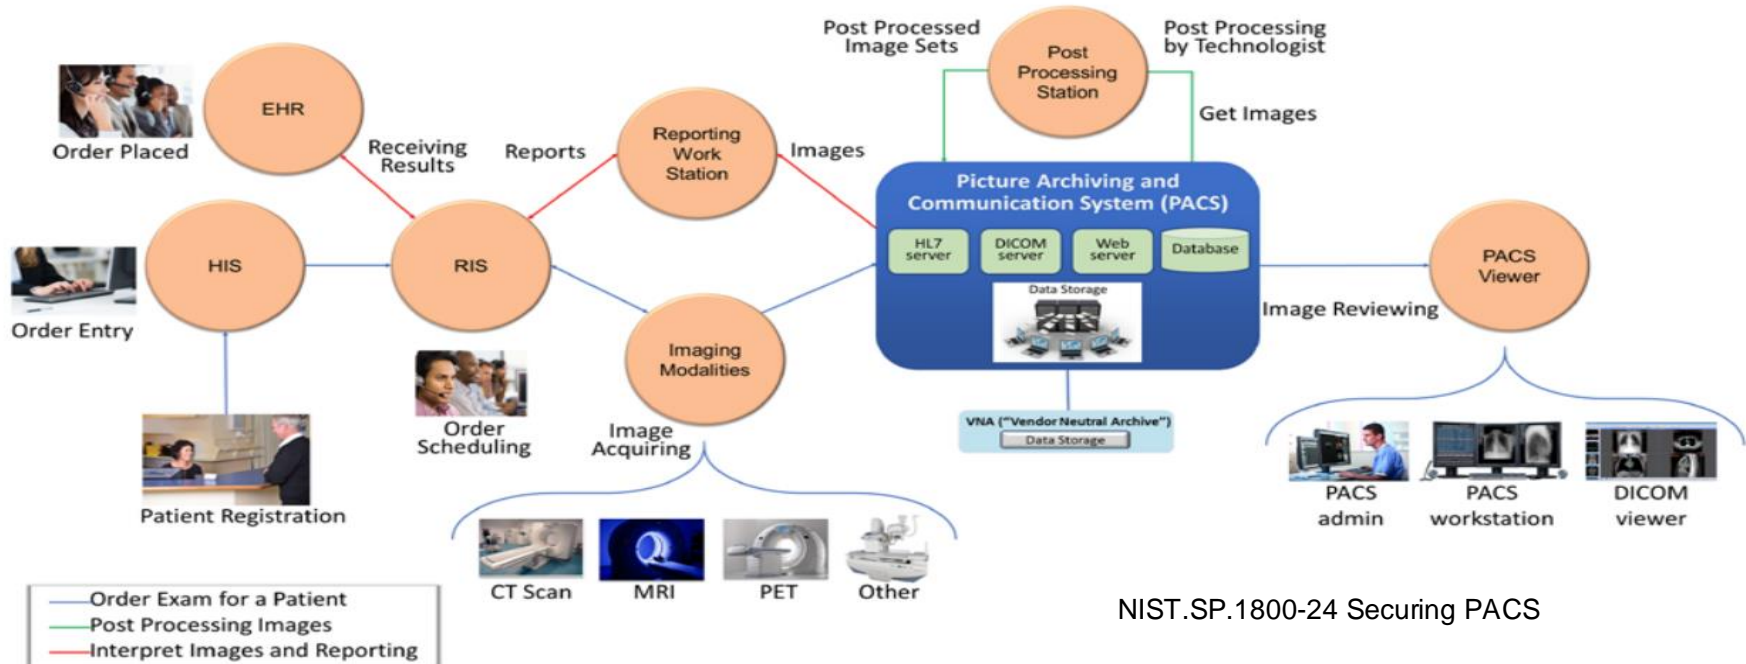 Post Processed
Image Sets
Post
Processing
Station
Post Processing
by Technologist
Get Images
EHR
Order Placed
Receiving
Results
Reports
Reporting
Work
Station
Images
Picture Archiving and
Communication System (PACS)
HL7
server
DICOM
server
Web
server
Database
Data Storage
HIS
Order Entry
RIS
Order
Scheduling
Imaging
Modalities
Image
Acquiring
PACS
Viewer
Image Reviewing
VNA ("Vendor Neutral Archive")
Data Storage
Patient Registration
CT Scan
MRI
PET
Other
PACS
admin
PACS
workstation
DICOM
viewer
Order Exam for a Patient
Post Processing Images
Interpret Images and Reporting
NIST.SP.1800-24 Securing PACS